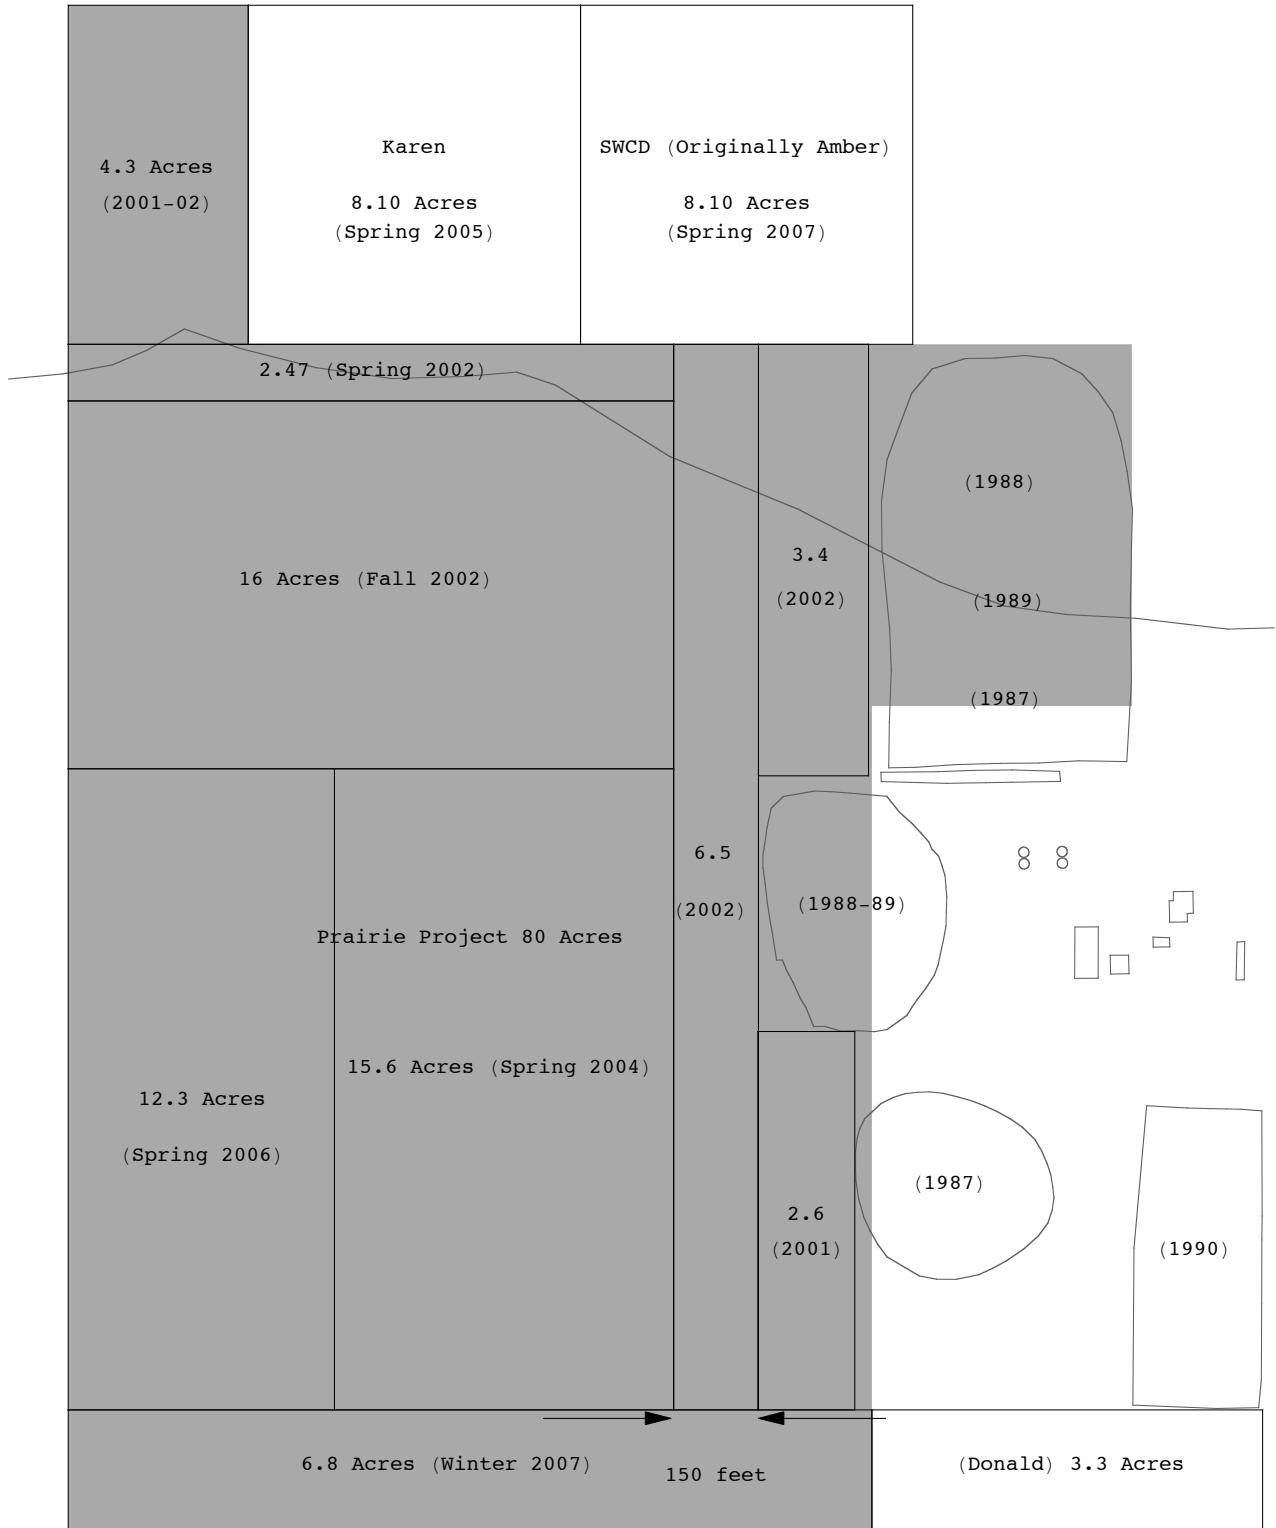 4.3 Acres
(2001-02)
Karen
8.10 Acres
(Spring 2005)
SWCD (Originally Amber)
8.10 Acres
(Spring 2007)
2.47 (Spring 2002)
16 Acres (Fall 2002)
3.4
(2002)
(1988)
(1989)
(1987)
6.5
(2002)
(1988-89)
Prairie Project 80 Acres
15.6 Acres (Spring 2004)
12.3 Acres
(Spring 2006)
2.6
(2001)
(1987)
(1990)
6.8 Acres (Winter 2007)
150 feet
(Donald) 3.3 Acres